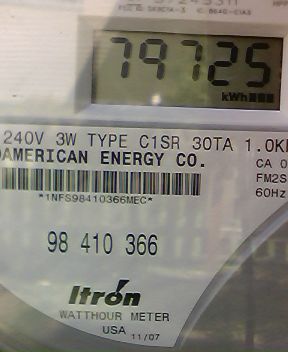 79725
kWh
240V 3W TYPE C1SR 30TA 1.0K
AMERICAN ENERGY CO.
CA 0
*1NFS98410366MEC*
FM2S
60Hz
98 410 366
Itron
WATTHOUR METER
USA 11/07